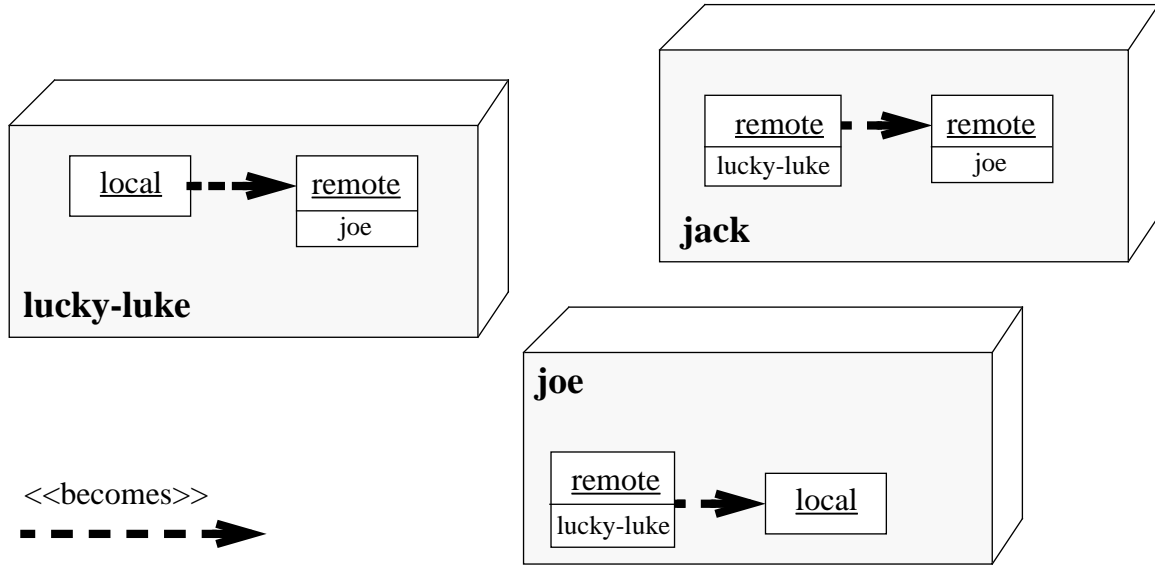 local
remote
joe
lucky-luke
remote
lucky-luke
remote
joe
jack
joe
remote
lucky-luke
local
<<becomes>>